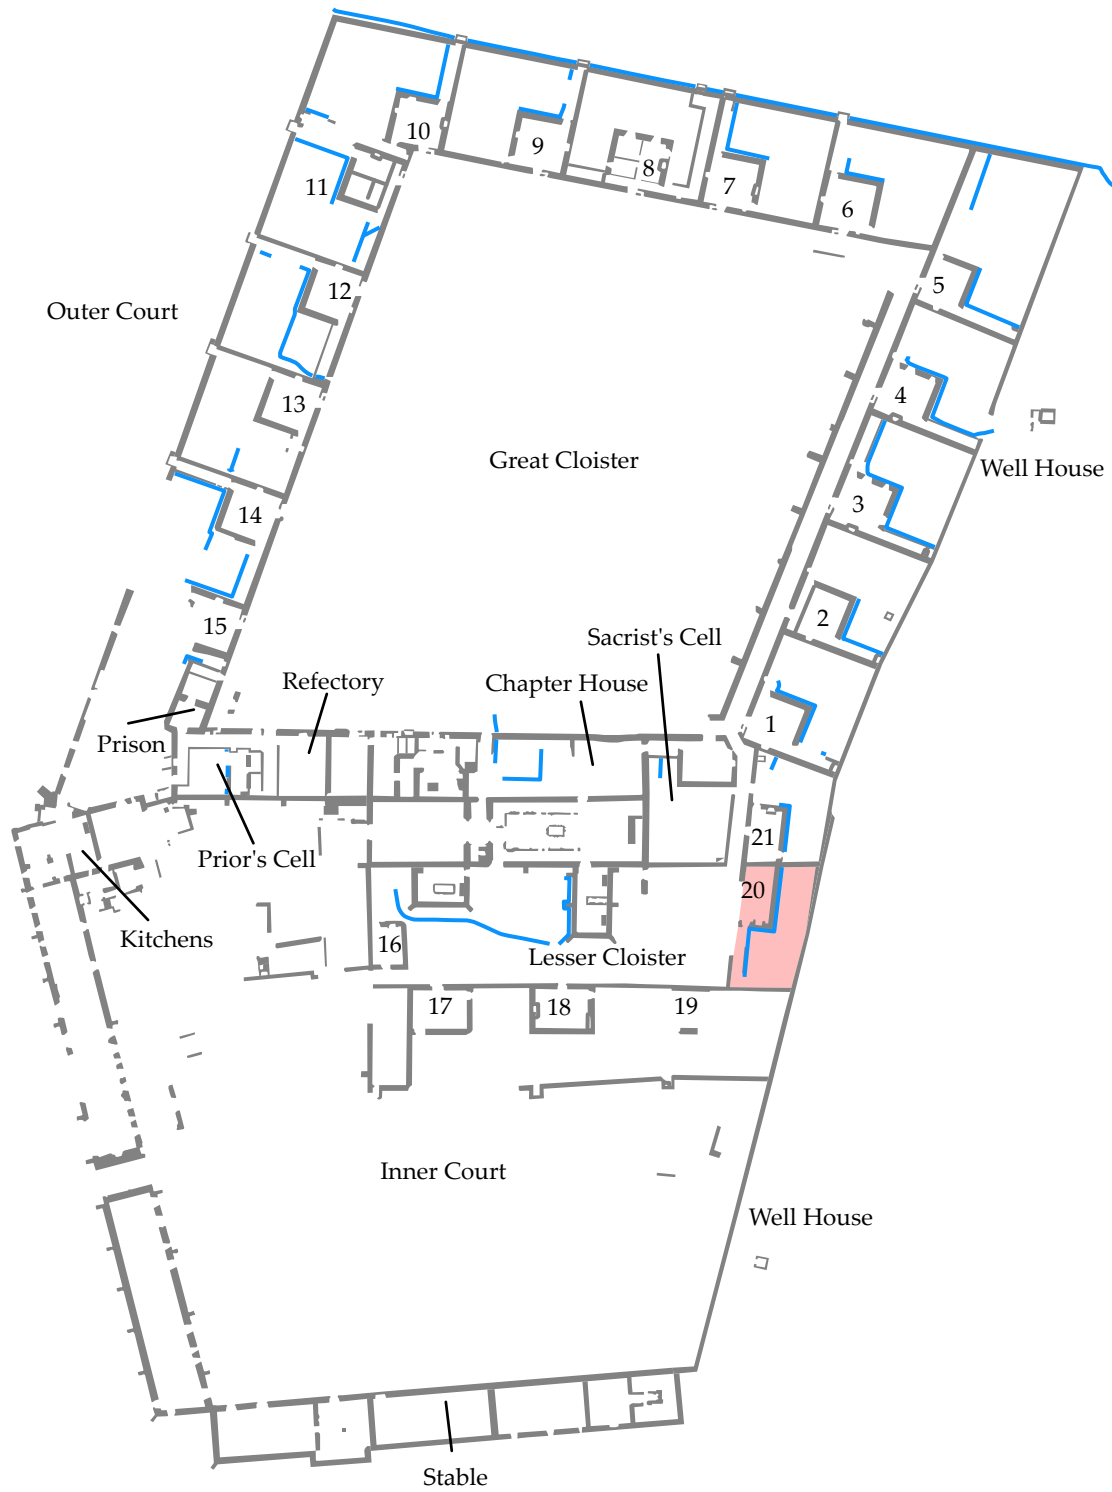 10
9
8
7
6
11
12
5
Outer Court
13
4
Great Cloister
Well House
3
14
2
15
Sacrist's Cell
Refectory
Chapter House
1
Prison
21
Prior's Cell
20
Kitchens
16
Lesser Cloister
17
18
19
Inner Court
Well House
Stable